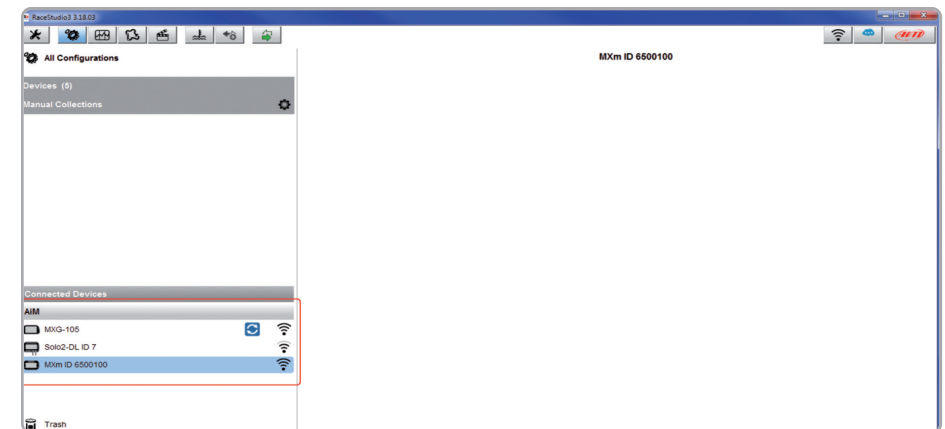 RaceStudio3 3.18.03
AiM
All Configurations
MXm ID 6500100
Devices (5)
Manual Collections
Connected Devices
AiM
MXG-105
Solo2-DL ID 7
MXm ID 6500100
Trash